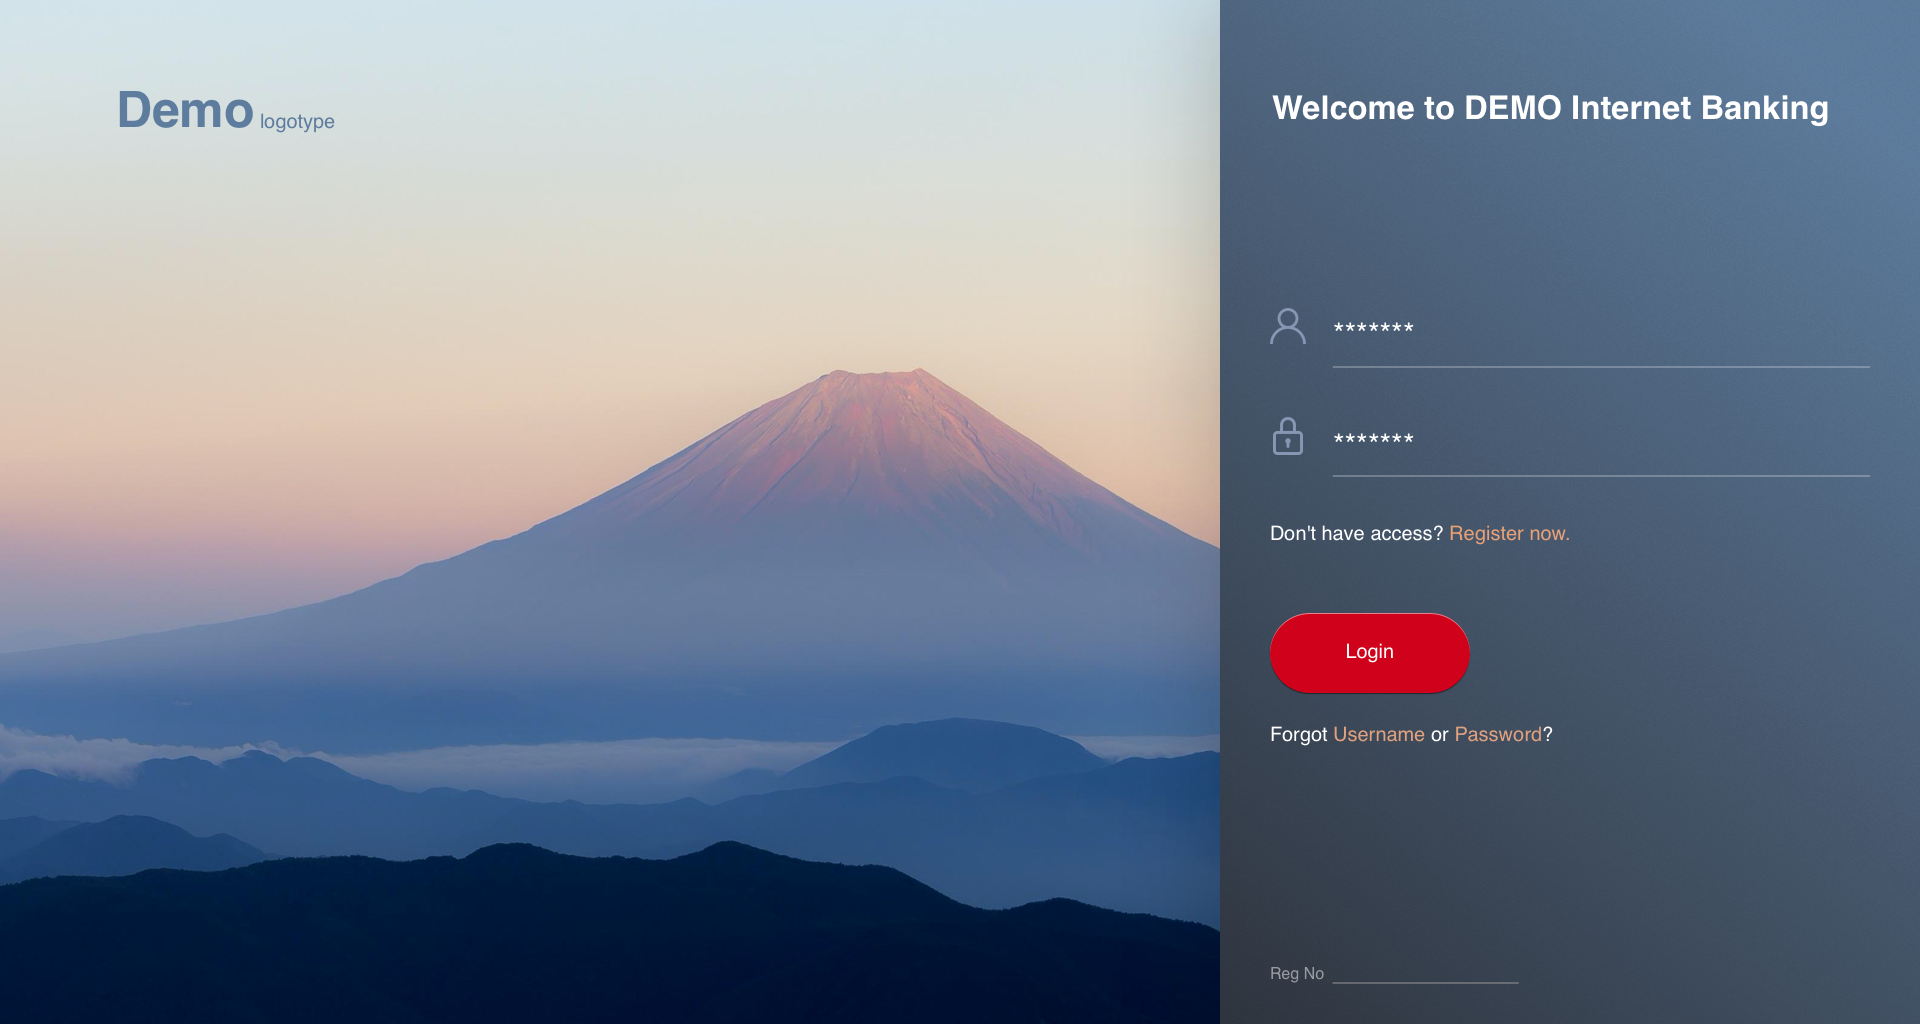 Demo logotype
Welcome to DEMO Internet Banking
*******
*******
Don't have access? Register now.
Login
Forgot Username or Password?
Reg No